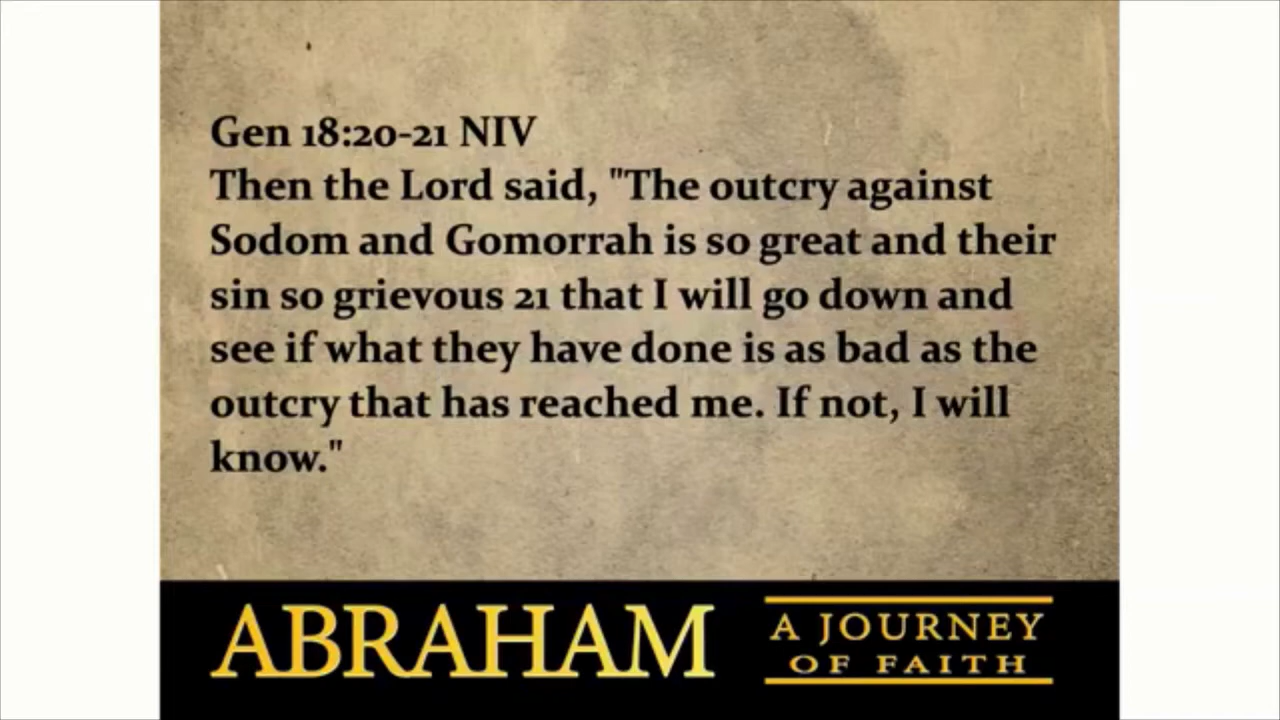 Gen 18:20-21 NIV
Then the Lord said, "The outcry against
Sodom and Gomorrah is so great and their
sin so grievous 21 that I will go down and
see if what they have done is as bad as the
outcry that has reached me. If not, I will
know."
ABRAHAM
A JOURNEY
OF FAITH